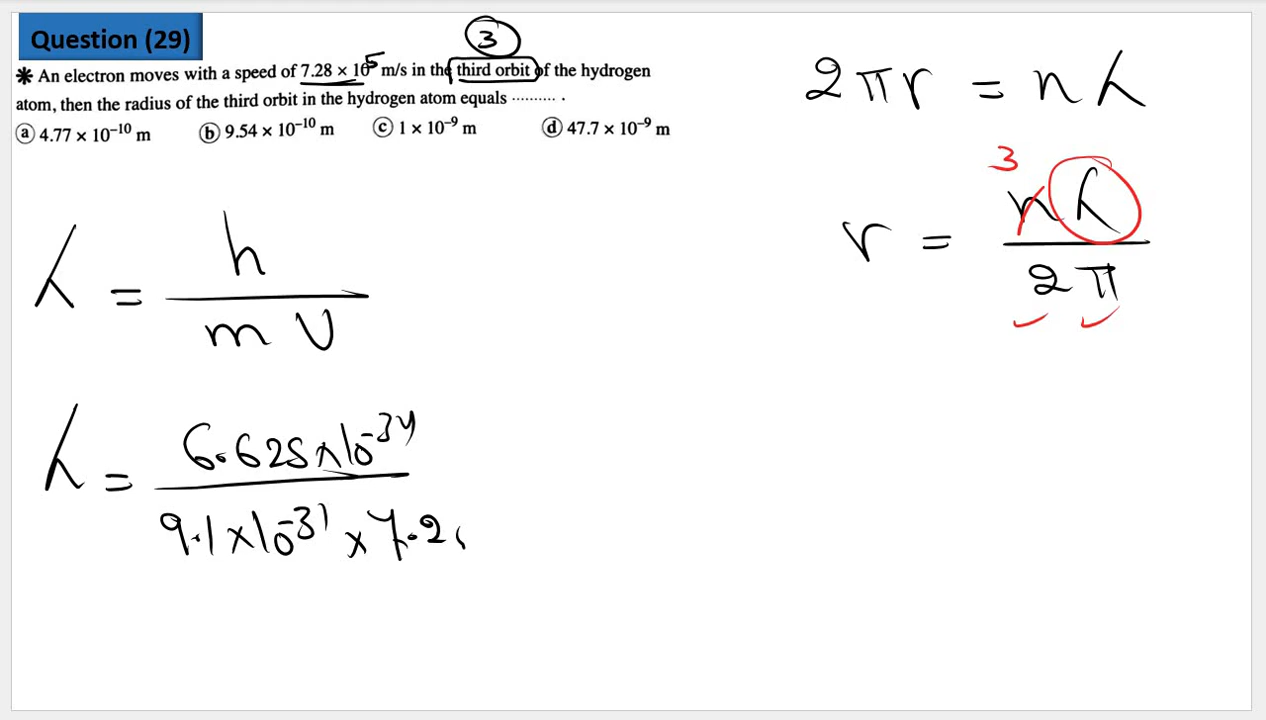 Question (29)
3
✱ An electron moves with a speed of 7.28 × 10⁵ m/s in the third orbit of the hydrogen
atom, then the radius of the third orbit in the hydrogen atom equals ·········· .
ⓐ 4.77 × 10⁻¹⁰ m ⓑ 9.54 × 10⁻¹⁰ m ⓒ 1 × 10⁻⁹ m ⓓ 47.7 × 10⁻⁹ m
2πr = nλ
3
r = nλ / 2π
λ = h / mv
λ = 6.625×10⁻³⁴ / 9.1×10⁻³¹ × 7.2